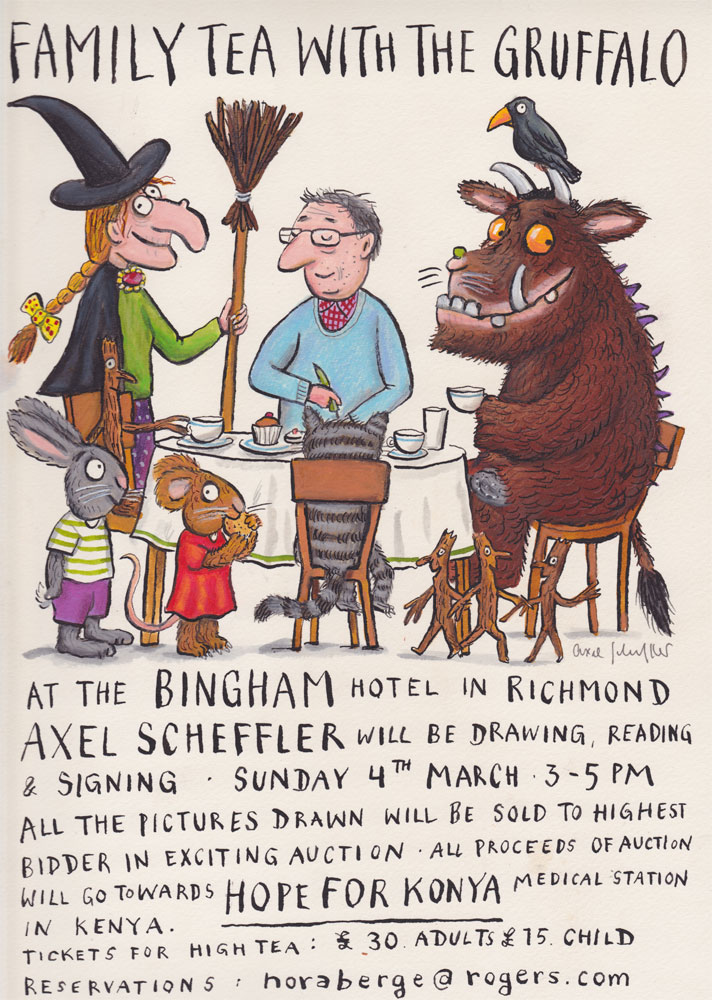 FAMILY TEA WITH THE GRUFFALO
Axel Scheffler
AT THE BINGHAM HOTEL IN RICHMOND
AXEL SCHEFFLER WILL BE DRAWING, READING
& SIGNING · SUNDAY 4TH MARCH · 3-5 PM
ALL THE PICTURES DRAWN WILL BE SOLD TO HIGHEST
BIDDER IN EXCITING AUCTION · ALL PROCEEDS OF AUCTION
WILL GO TOWARDS HOPE FOR KONYA MEDICAL STATION
IN KENYA.
TICKETS FOR HIGH TEA : £ 30. ADULTS £ 15. CHILD
RESERVATIONS : horaberge@rogers.com